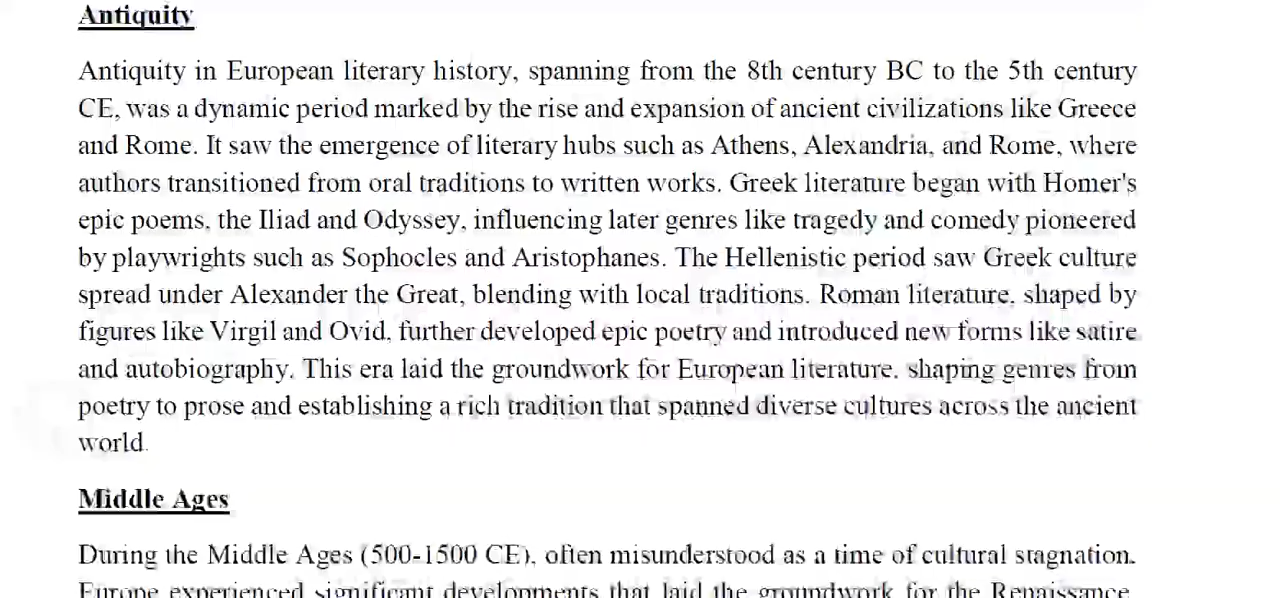 Antiquity
Antiquity in European literary history, spanning from the 8th century BC to the 5th century
CE, was a dynamic period marked by the rise and expansion of ancient civilizations like Greece
and Rome. It saw the emergence of literary hubs such as Athens, Alexandria, and Rome, where
authors transitioned from oral traditions to written works. Greek literature began with Homer's
epic poems, the Iliad and Odyssey, influencing later genres like tragedy and comedy pioneered
by playwrights such as Sophocles and Aristophanes. The Hellenistic period saw Greek culture
spread under Alexander the Great, blending with local traditions. Roman literature, shaped by
figures like Virgil and Ovid, further developed epic poetry and introduced new forms like satire
and autobiography. This era laid the groundwork for European literature, shaping genres from
poetry to prose and establishing a rich tradition that spanned diverse cultures across the ancient
world.
Middle Ages
During the Middle Ages (500-1500 CE), often misunderstood as a time of cultural stagnation,
Europe experienced significant developments that laid the groundwork for the Renaissance.